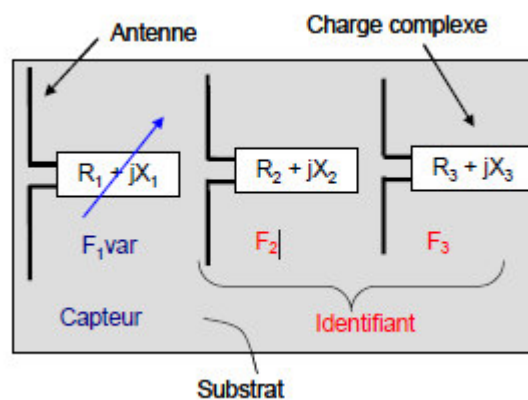 Antenne
Charge complexe
R₁ + jX₁
R₂ + jX₂
R₃ + jX₃
F₁var
F₂
F₃
Capteur
Identifiant
Substrat